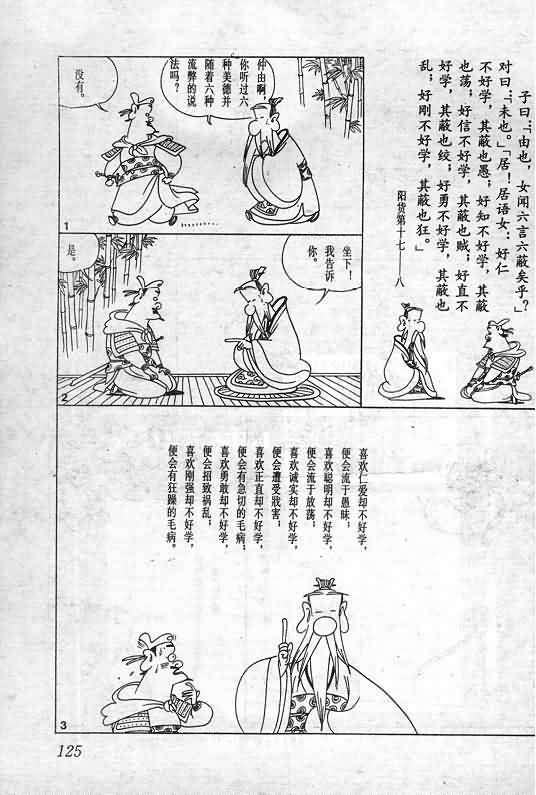 子曰：“由也，女闻六言六蔽矣乎？”
对曰：“未也。”“居！居语女：好仁
不好学，其蔽也愚；好知不好学，其蔽
也荡；好信不好学，其蔽也贼；好直不
好学，其蔽也绞；好勇不好学，其蔽也
乱；好刚不好学，其蔽也狂。”
阳货第十七——八
仲由啊
你听过六
种美德并
随着六种
流弊的说
法吗？
没有。
1
坐下！
我告诉
你。
是。
2
喜欢仁爱却不好学，
便会流于愚昧；
喜欢聪明却不好学，
便会流于放荡；
喜欢诚实却不好学，
便会遭受戕害；
喜欢正直却不好学，
便会有急切的毛病；
喜欢勇敢却不好学，
便会招致祸乱；
喜欢刚强却不好学，
便会有狂躁的毛病。
3
125